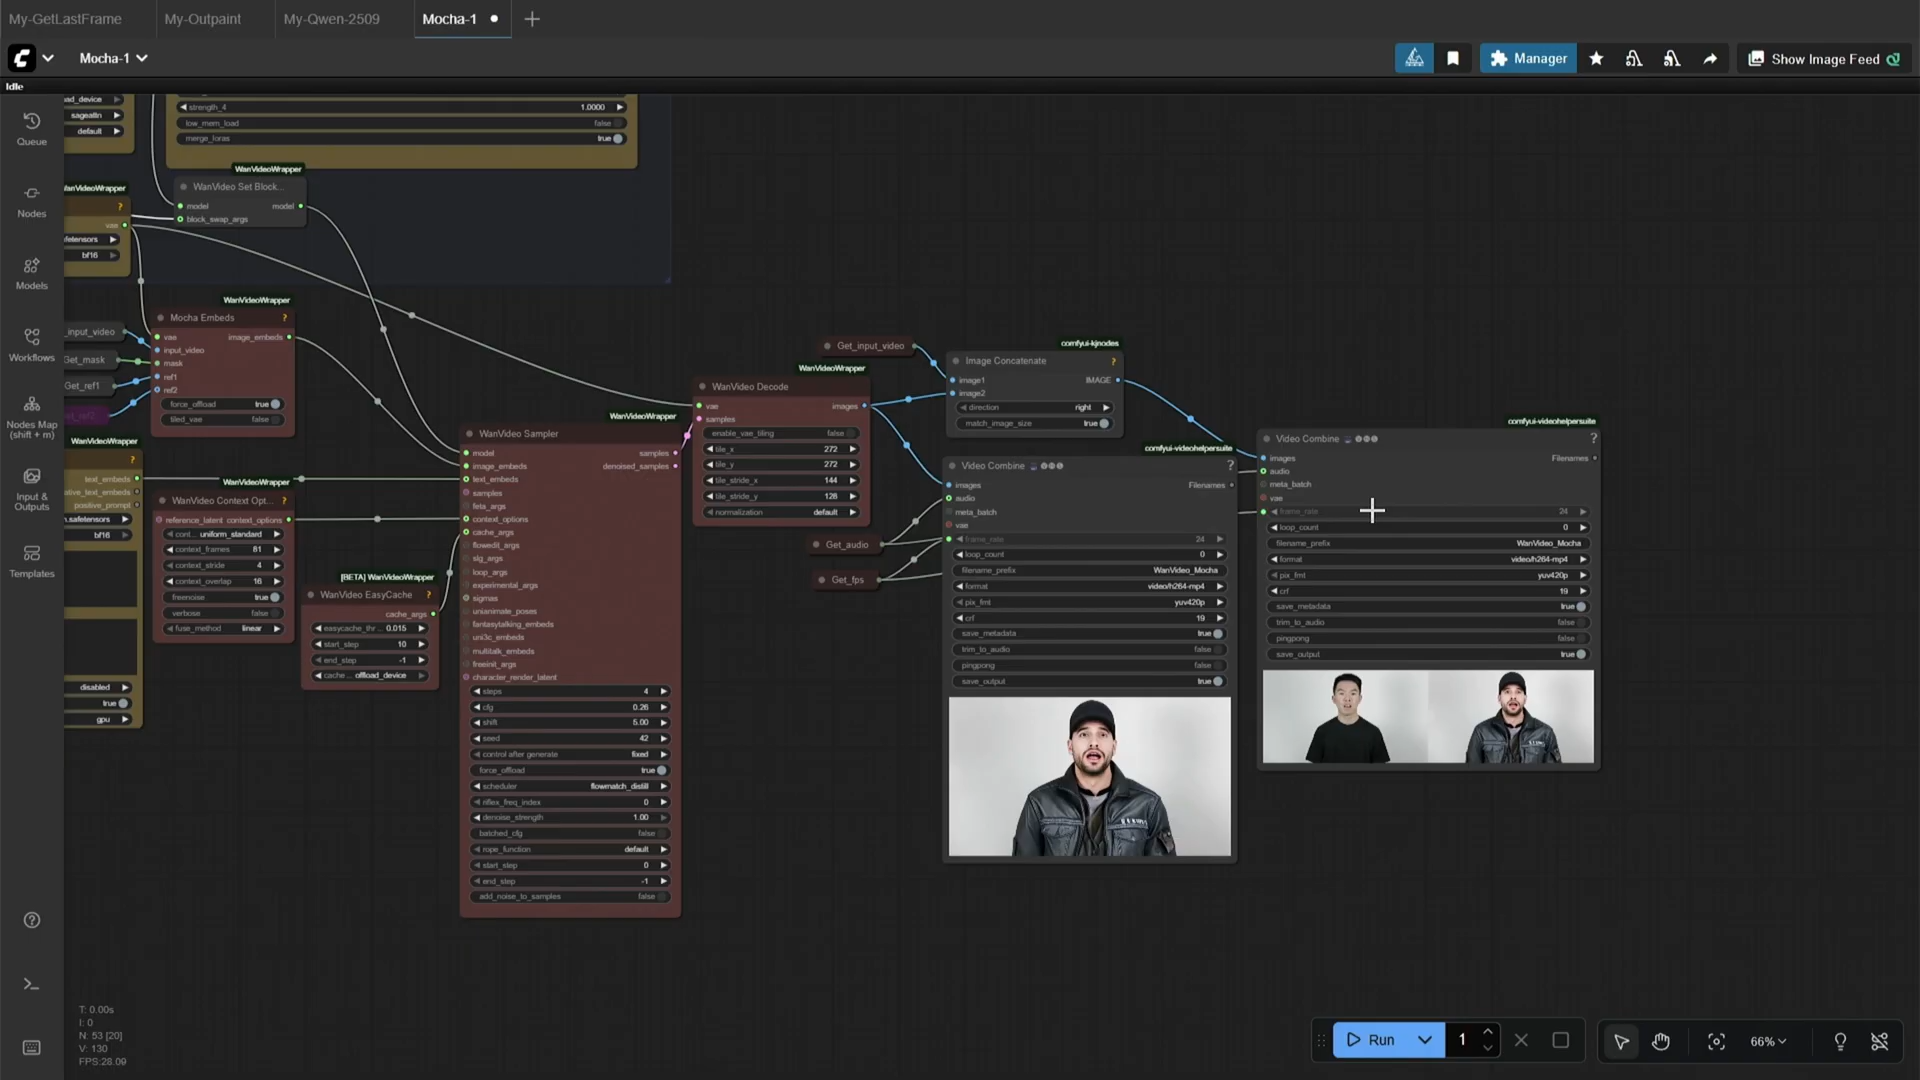 My-GetLastFrame
My-Outpaint
My-Qwen-2509
Mocha-1
Mocha-1
Manager
Show Image Feed
Idle
Queue
Nodes
Models
Workflows
Nodes Map
(shift + m)
Input &
Outputs
Templates
ad_device
sageattn
default
strength_4 1.0000
low_mem_load false
merge_loras true
WanVideoWrapper
WanVideo Set Block...
model model
block_swap_args
WanVideoWrapper
?
vae
bf16
WanVideoWrapper
Mocha Embeds ?
vae image_embeds
input_video
mask
ref1
ref2
force_offload true
tiled_vae false
_input_video
Get_mask
Get_ref1
WanVideoWrapper
?
text_embeds
positive_prompt
.safetensors
bf16
disabled
true
gpu
WanVideoWrapper
WanVideo Context Opt... ?
reference_latent context_options
cont... uniform_standard
context_frames 81
context_stride 4
context_overlap 16
freenoise true
verbose false
fuse_method linear
[BETA] WanVideoWrapper
WanVideo EasyCache ?
cache_args
easycache_thr... 0.015
start_step 10
end_step -1
cache... offload_device
WanVideoWrapper
WanVideo Sampler
model samples
image_embeds denoised_samples
text_embeds
samples
feta_args
context_options
cache_args
flowedit_args
slg_args
loop_args
experimental_args
sigmas
unianimate_poses
fantasytalking_embeds
uni3c_embeds
multitalk_embeds
freeinit_args
character_render_latent
steps 4
cfg 0.26
shift 5.00
seed 42
control after generate fixed
force_offload true
scheduler flowmatch_distill
riflex_freq_index 0
denoise_strength 1.00
batched_cfg false
rope_function default
start_step 0
end_step -1
add_noise_to_samples false
WanVideoWrapper
WanVideo Decode
vae images
samples
enable_vae_tiling false
tile_x 272
tile_y 272
tile_stride_x 144
tile_stride_y 128
normalization default
Get_input_video
Get_audio
Get_fps
comfyui-kjnodes
Image Concatenate ?
image1 IMAGE
image2
direction right
match_image_size true
comfyui-videohelpersuite
Video Combine ?
images Filenames
audio
meta_batch
vae
frame_rate 24
loop_count 0
filename_prefix WanVideo_Mocha
format video/h264-mp4
pix_fmt yuv420p
crf 19
save_metadata true
trim_to_audio false
pingpong false
save_output true
comfyui-videohelpersuite
Video Combine ?
images Filenames
audio
meta_batch
vae
frame_rate 24
loop_count 0
filename_prefix WanVideo_Mocha
format video/h264-mp4
pix_fmt yuv420p
crf 19
save_metadata true
trim_to_audio false
pingpong false
save_output true
T: 0.00s
I: 0
N: 53 [20]
V: 130
FPS:28.09
Run
1
66%